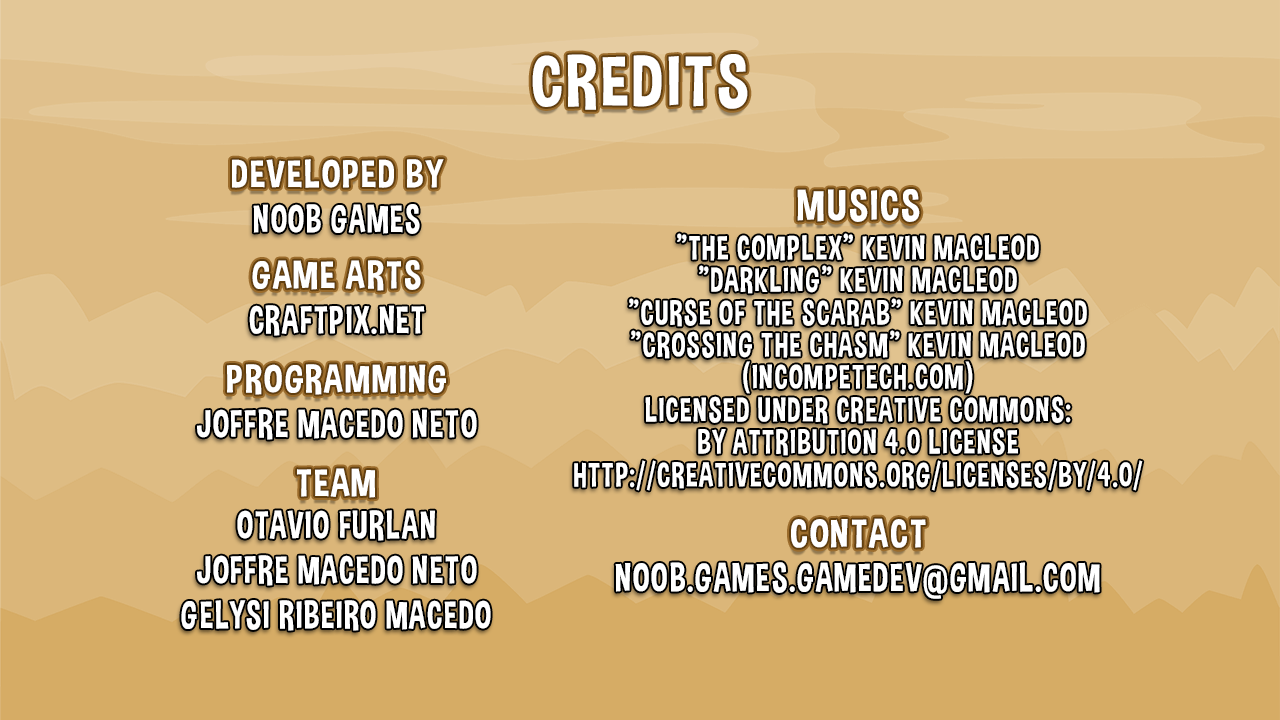 CREDITS
DEVELOPED BY
NOOB GAMES
GAME ARTS
CRAFTPIX.NET
PROGRAMMING
JOFFRE MACEDO NETO
TEAM
OTAVIO FURLAN
JOFFRE MACEDO NETO
GELYSI RIBEIRO MACEDO
MUSICS
"THE COMPLEX" KEVIN MACLEOD
"DARKLING" KEVIN MACLEOD
"CURSE OF THE SCARAB" KEVIN MACLEOD
"CROSSING THE CHASM" KEVIN MACLEOD
(INCOMPETECH.COM)
LICENSED UNDER CREATIVE COMMONS:
BY ATTRIBUTION 4.0 LICENSE
HTTP://CREATIVECOMMONS.ORG/LICENSES/BY/4.0/
CONTACT
NOOB.GAMES.GAMEDEV@GMAIL.COM